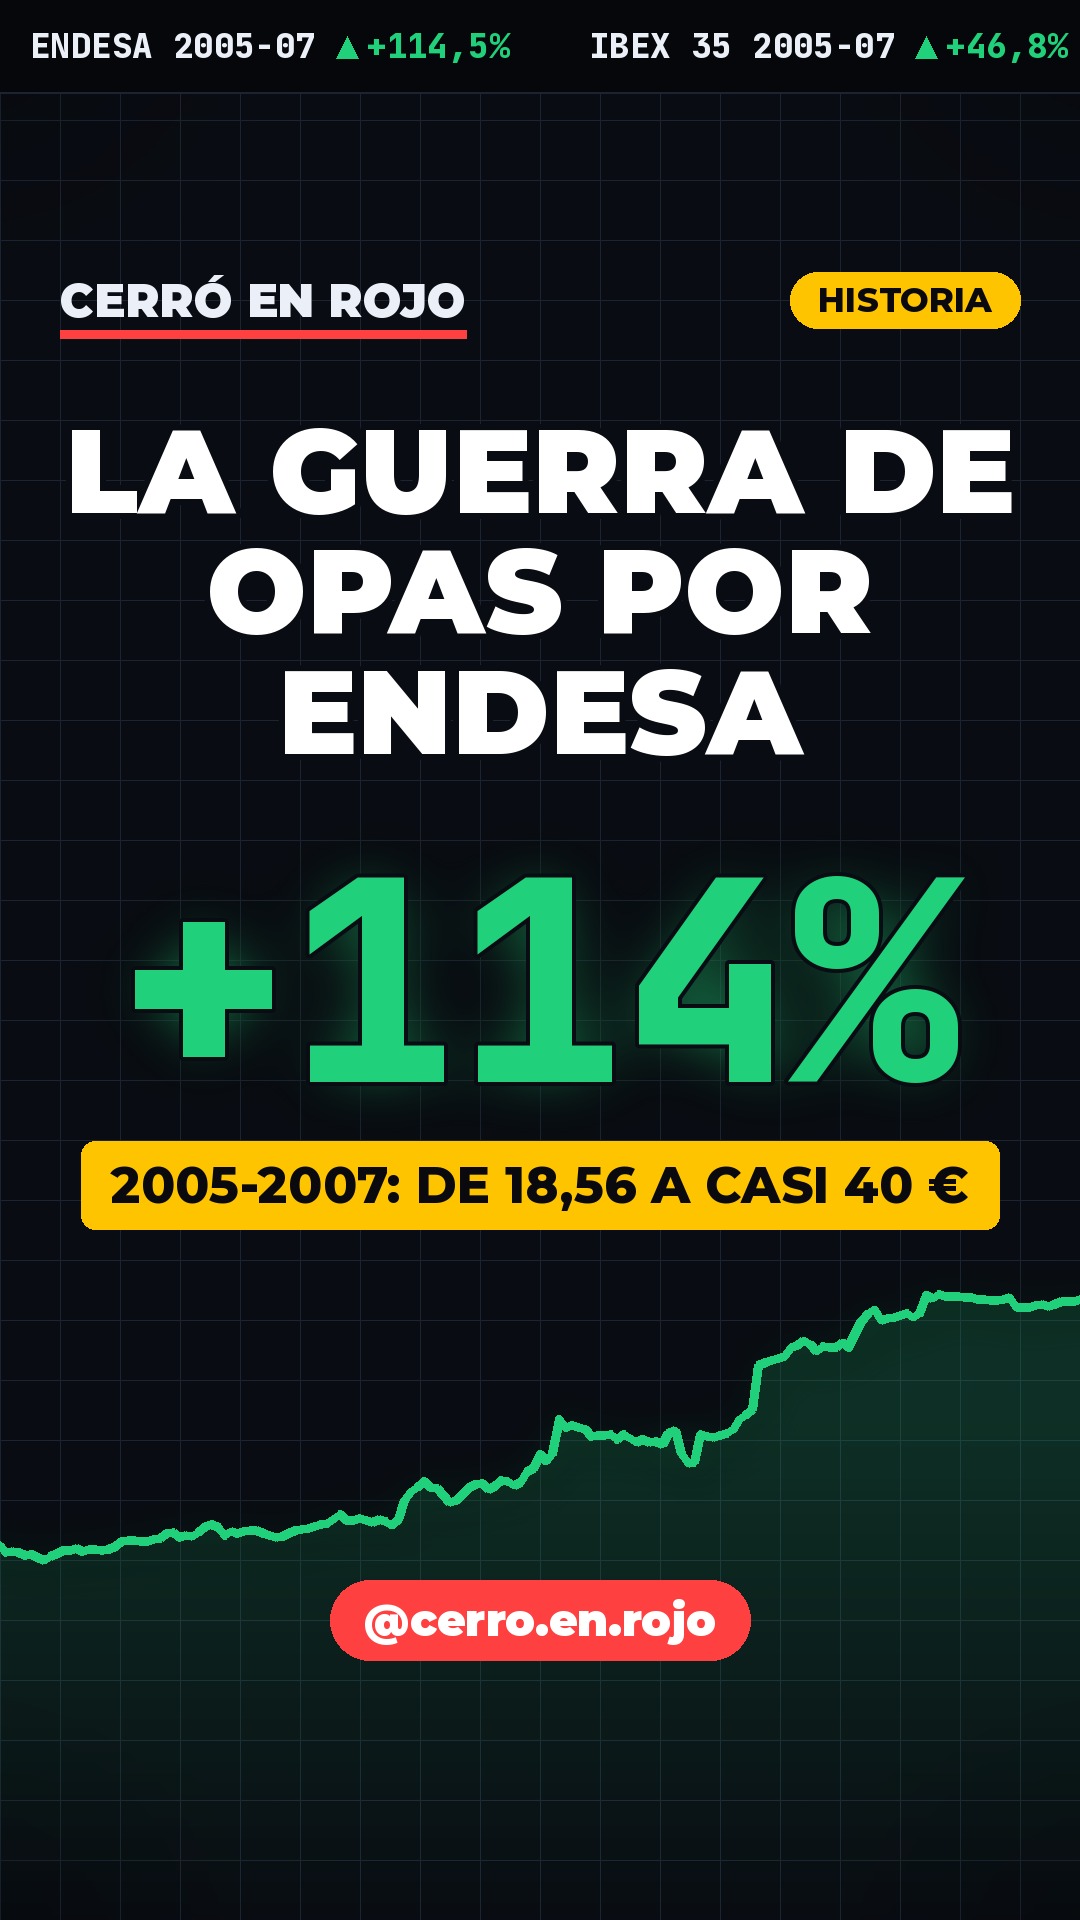 ENDESA 2005-07 ▲+114,5% IBEX 35 2005-07 ▲+46,8%
CERRÓ EN ROJO
HISTORIA
LA GUERRA DE
OPAS POR
ENDESA
+114%
2005-2007: DE 18,56 A CASI 40 €
@cerro.en.rojo